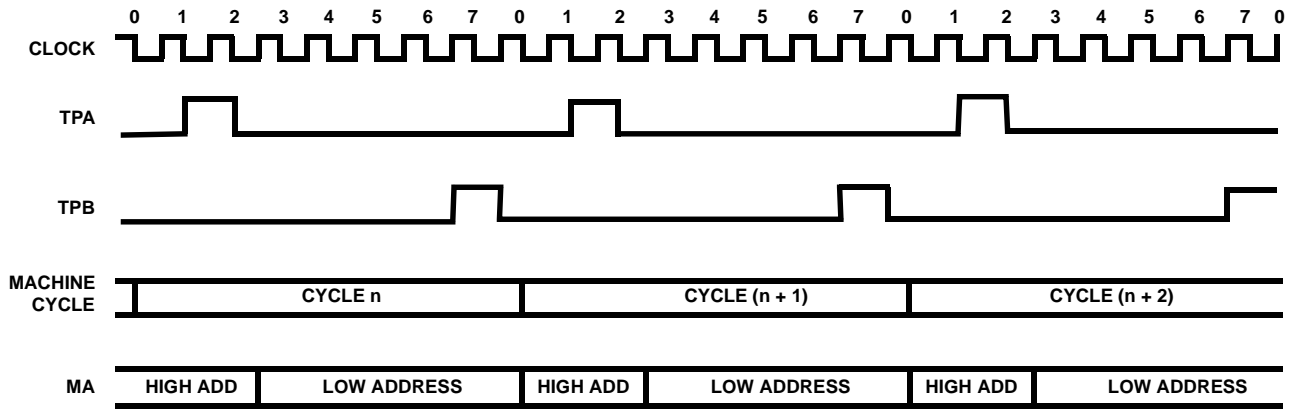 0 1 2 3 4 5 6 7 0 1 2 3 4 5 6 7 0 1 2 3 4 5 6 7 0
CLOCK
TPA
TPB
MACHINE
CYCLE
CYCLE n CYCLE (n + 1) CYCLE (n + 2)
MA HIGH ADD LOW ADDRESS HIGH ADD LOW ADDRESS HIGH ADD LOW ADDRESS